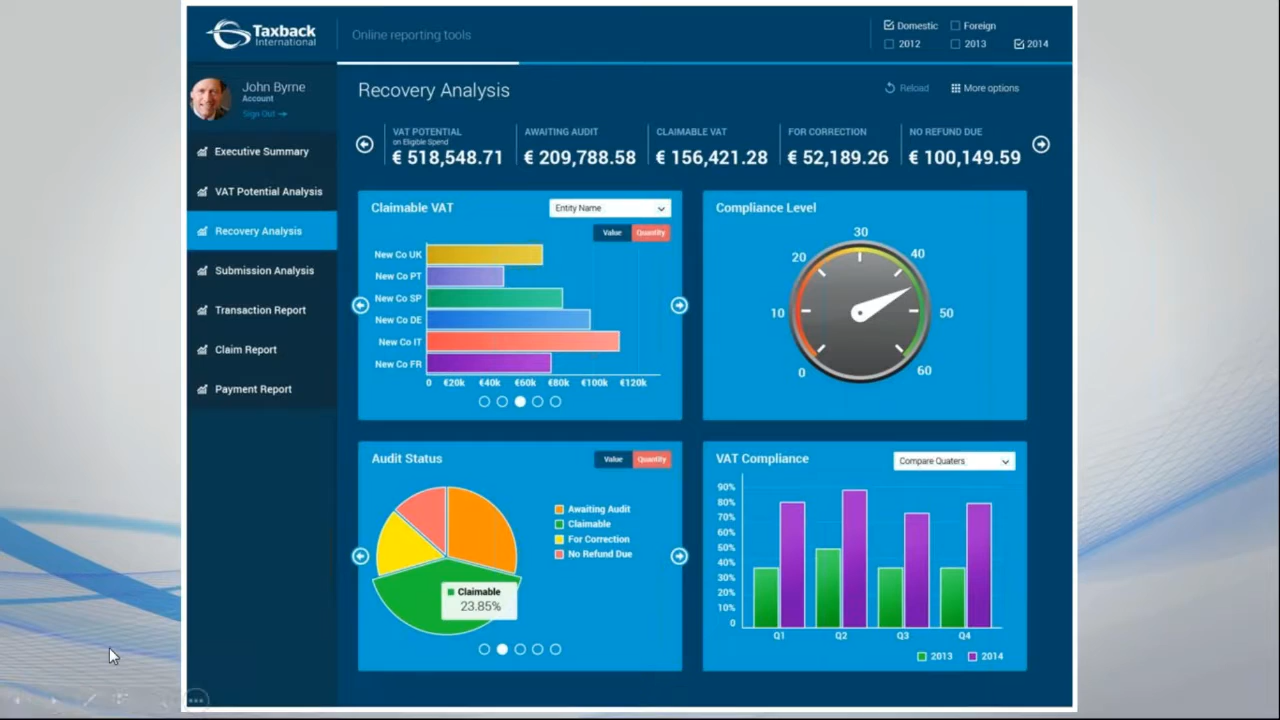 Taxback
International
Online reporting tools
Domestic Foreign
2012 2013 2014
John Byrne
Account
Sign Out
Recovery Analysis
Reload More options
VAT POTENTIAL
on Eligible Spend
€ 518,548.71
AWAITING AUDIT
€ 209,788.58
CLAIMABLE VAT
€ 156,421.28
FOR CORRECTION
€ 52,189.26
NO REFUND DUE
€ 100,149.59
Executive Summary
VAT Potential Analysis
Recovery Analysis
Submission Analysis
Transaction Report
Claim Report
Payment Report
Claimable VAT
Entity Name
Value Quantity
New Co UK
New Co PT
New Co SP
New Co DE
New Co IT
New Co FR
0 €20k €40k €60k €80k €100k €120k
Compliance Level
0
10
20
30
40
50
60
Audit Status
Value Quantity
Awaiting Audit
Claimable
For Correction
No Refund Due
Claimable
23.85%
VAT Compliance
Compare Quaters
90%
80%
70%
60%
50%
40%
30%
20%
10%
0
Q1 Q2 Q3 Q4
2013 2014